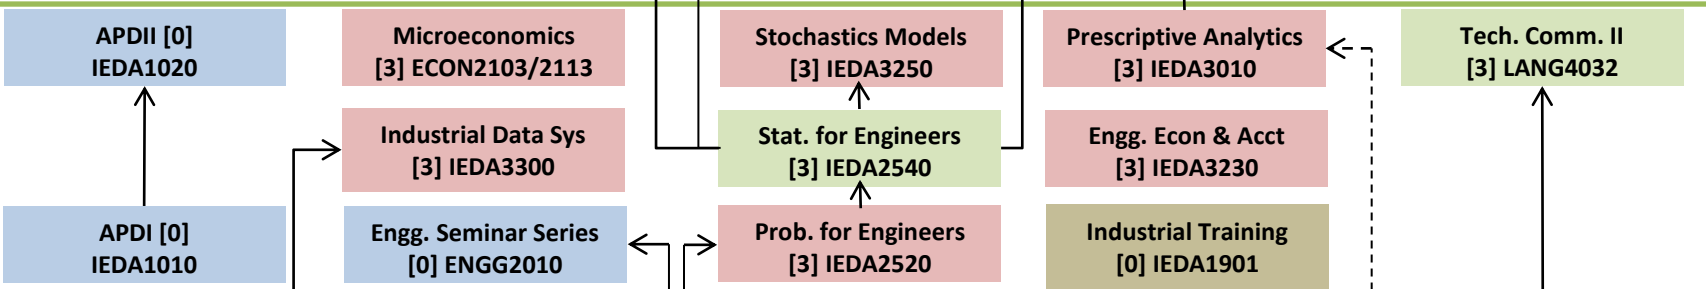 APDII [0]
IEDA1020
Microeconomics
[3] ECON2103/2113
Stochastics Models
[3] IEDA3250
Prescriptive Analytics
[3] IEDA3010
Tech. Comm. II
[3] LANG4032
Industrial Data Sys
[3] IEDA3300
Stat. for Engineers
[3] IEDA2540
Engg. Econ & Acct
[3] IEDA3230
APDI [0]
IEDA1010
Engg. Seminar Series
[0] ENGG2010
Prob. for Engineers
[3] IEDA2520
Industrial Training
[0] IEDA1901